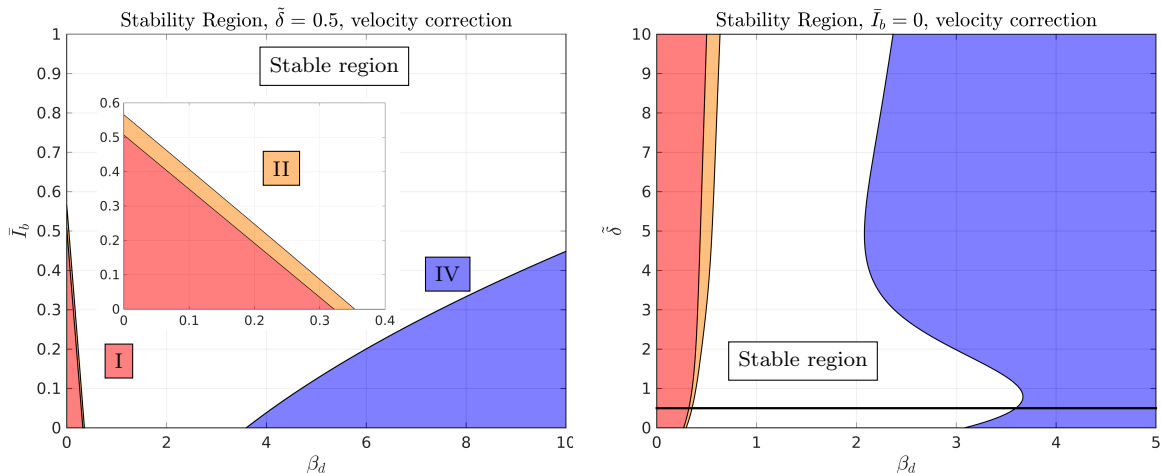 Stability Region, δ̃ = 0.5, velocity correction
1
0.9
0.8
0.7
0.6
0.5
0.4
0.3
0.2
0.1
0
Ī_b
Stable region
0.6
0.5
0.4
0.3
0.2
0.1
0
II
0 0.1 0.2 0.3 0.4
IV
I
0 2 4 6 8 10
β_d
Stability Region, Ī_b = 0, velocity correction
10
9
8
7
6
5
4
3
2
1
0
δ̃
Stable region
0 1 2 3 4 5
β_d